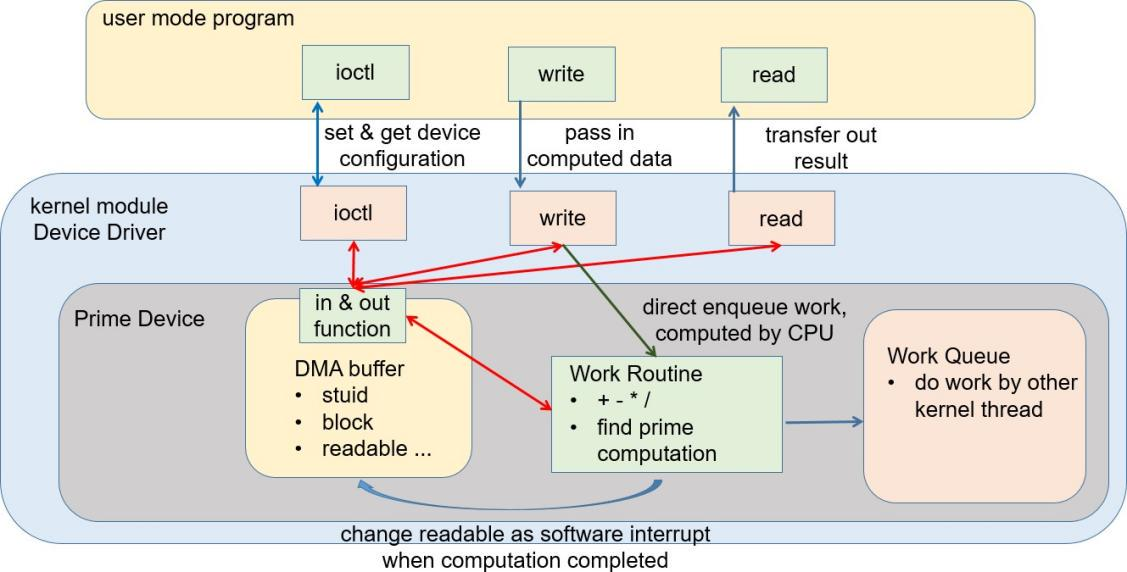 user mode program
ioctl
write
read
set & get device
configuration
pass in
computed data
transfer out
result
kernel module
Device Driver
ioctl
write
read
Prime Device
in & out
function
direct enqueue work,
computed by CPU
DMA buffer
• stuid
• block
• readable ...
Work Routine
• + - * /
• find prime
computation
Work Queue
• do work by other
kernel thread
change readable as software interrupt
when computation completed